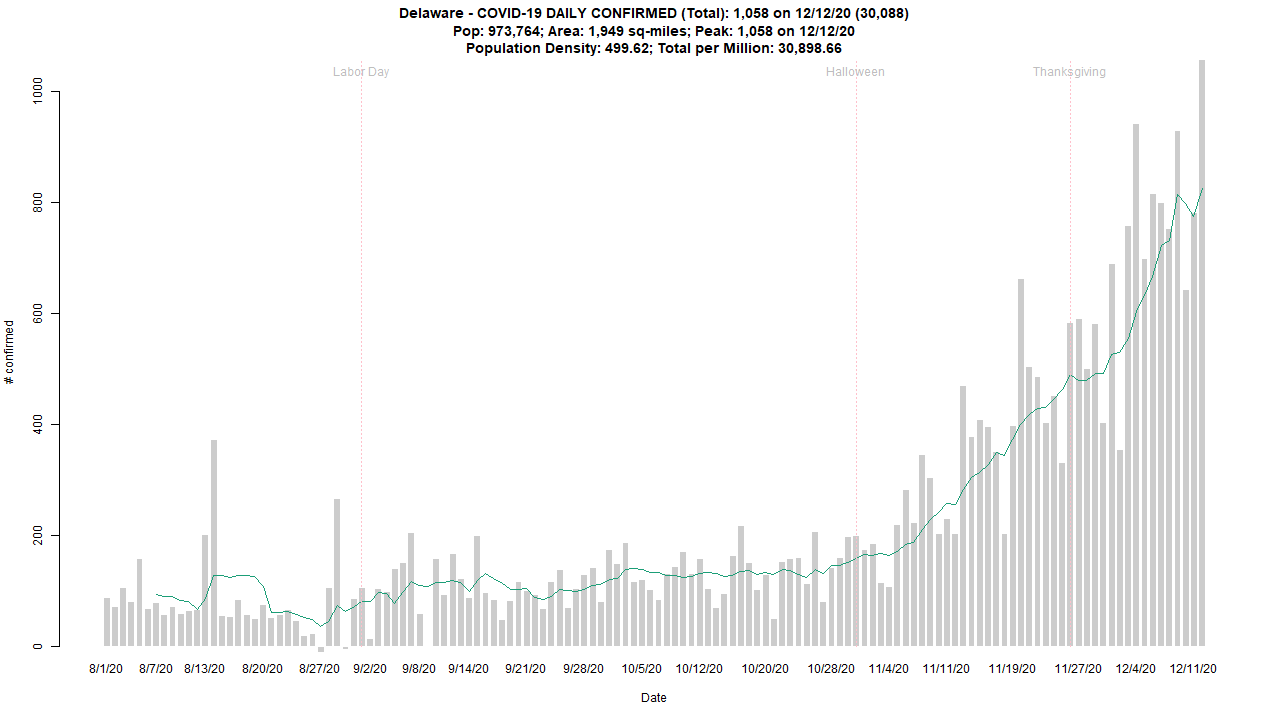 Delaware - COVID-19 DAILY CONFIRMED (Total): 1,058 on 12/12/20 (30,088)
Pop: 973,764; Area: 1,949 sq-miles; Peak: 1,058 on 12/12/20
Population Density: 499.62; Total per Million: 30,898.66
Labor Day Halloween Thanksgiving
1000
800
600
400
200
0
# confirmed
8/1/20 8/7/20 8/13/20 8/20/20 8/27/20 9/2/20 9/8/20 9/14/20 9/21/20 9/28/20 10/5/20 10/12/20 10/20/20 10/28/20 11/4/20 11/11/20 11/19/20 11/27/20 12/4/20 12/11/20
Date